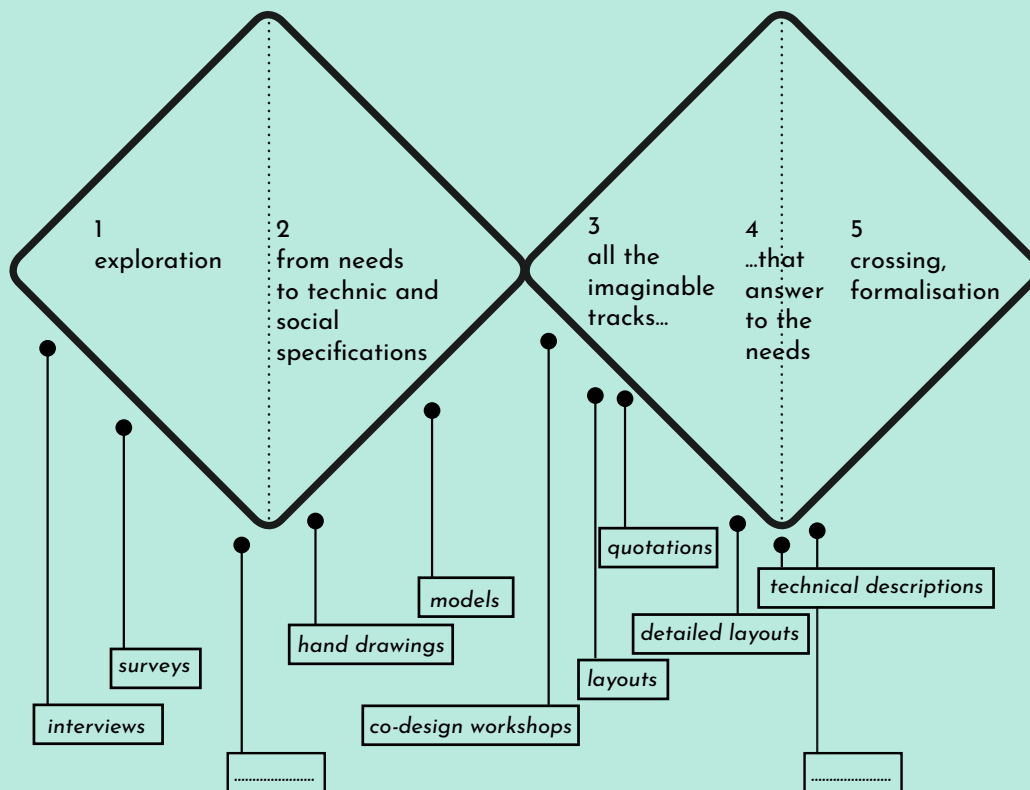 1
exploration
2
from needs
to technic and
social
specifications
3
all the
imaginable
tracks...
4
...that
answer
to the
needs
5
crossing,
formalisation
quotations
technical descriptions
models
detailed layouts
hand drawings
surveys
layouts
interviews
co-design workshops
......................
......................